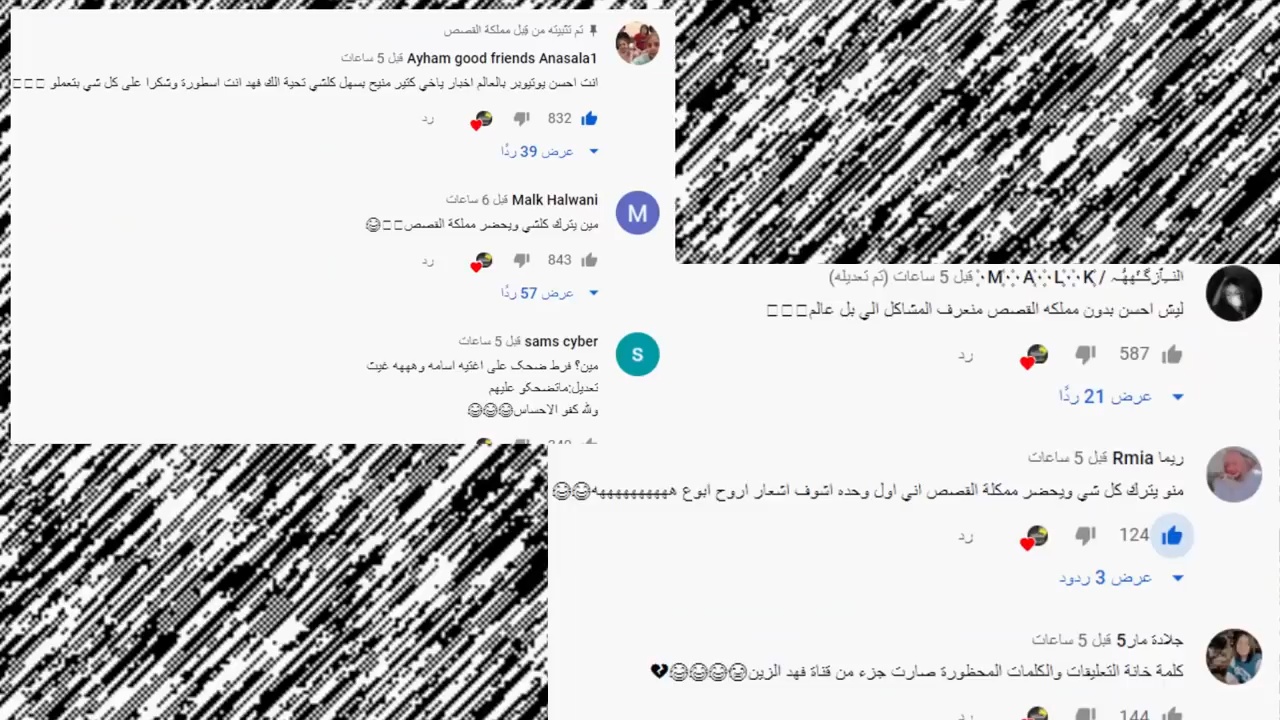 تم تثبيته من قبل مملكة القصص
Ayham good friends Anasala1 قبل 5 ساعات
انت احسن يوتيوبر بالعالم اخبار ياخي كتير منيح بسهل كلشي تحية الك فهد انت اسطورة وشكرا على كل شي بتعملو
832 رد
عرض 39 ردًا
M
Malk Halwani قبل 6 ساعات
مين يترك كلشي ويحضر مملكة القصص😂
843 رد
عرض 57 ردًا
S
sams cyber قبل 5 ساعات
مين؟ فرط ضحك على اغتيه اسامه وهههه غيث
تعديل:ماتضحكو عليهم
ولله كفو الاحساس😂😂😂
M·A·L·K / قبل 5 ساعات (تم تعديله)
ليش احسن بدون مملكه القصص منعرف المشاكل الي بل عالم
587 رد
عرض 21 ردًا
ريما Rmia قبل 5 ساعات
منو يترك كل شي ويحضر ممكلة القصص اني اول وحده اشوف اشعار اروح ابوع هههههههههه😂😂
124 رد
عرض 3 ردود
جلادة مار5 قبل 5 ساعات
كلمة خانة التعليقات والكلمات المحظورة صارت جزء من قناة فهد الزين😭😂😂😂💔
144 رد